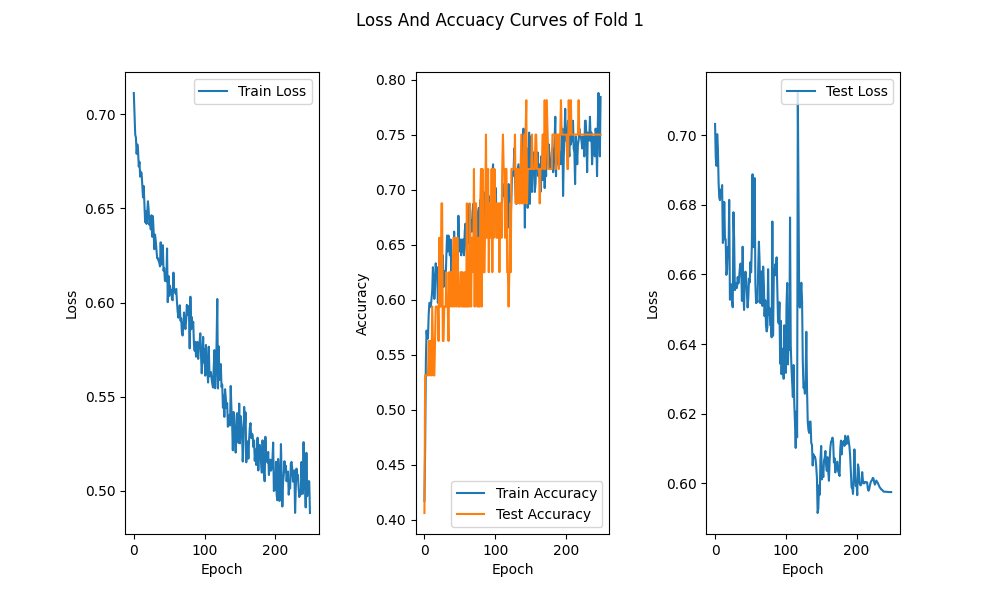 Loss And Accuacy Curves of Fold 1
Train Loss
0.70
0.65
0.60
0.55
0.50
Loss
0
100
200
Epoch
0.80
0.75
0.70
0.65
0.60
0.55
0.50
0.45
0.40
Accuracy
Train Accuracy
Test Accuracy
0
100
200
Epoch
Test Loss
0.70
0.68
0.66
0.64
0.62
0.60
Loss
0
100
200
Epoch